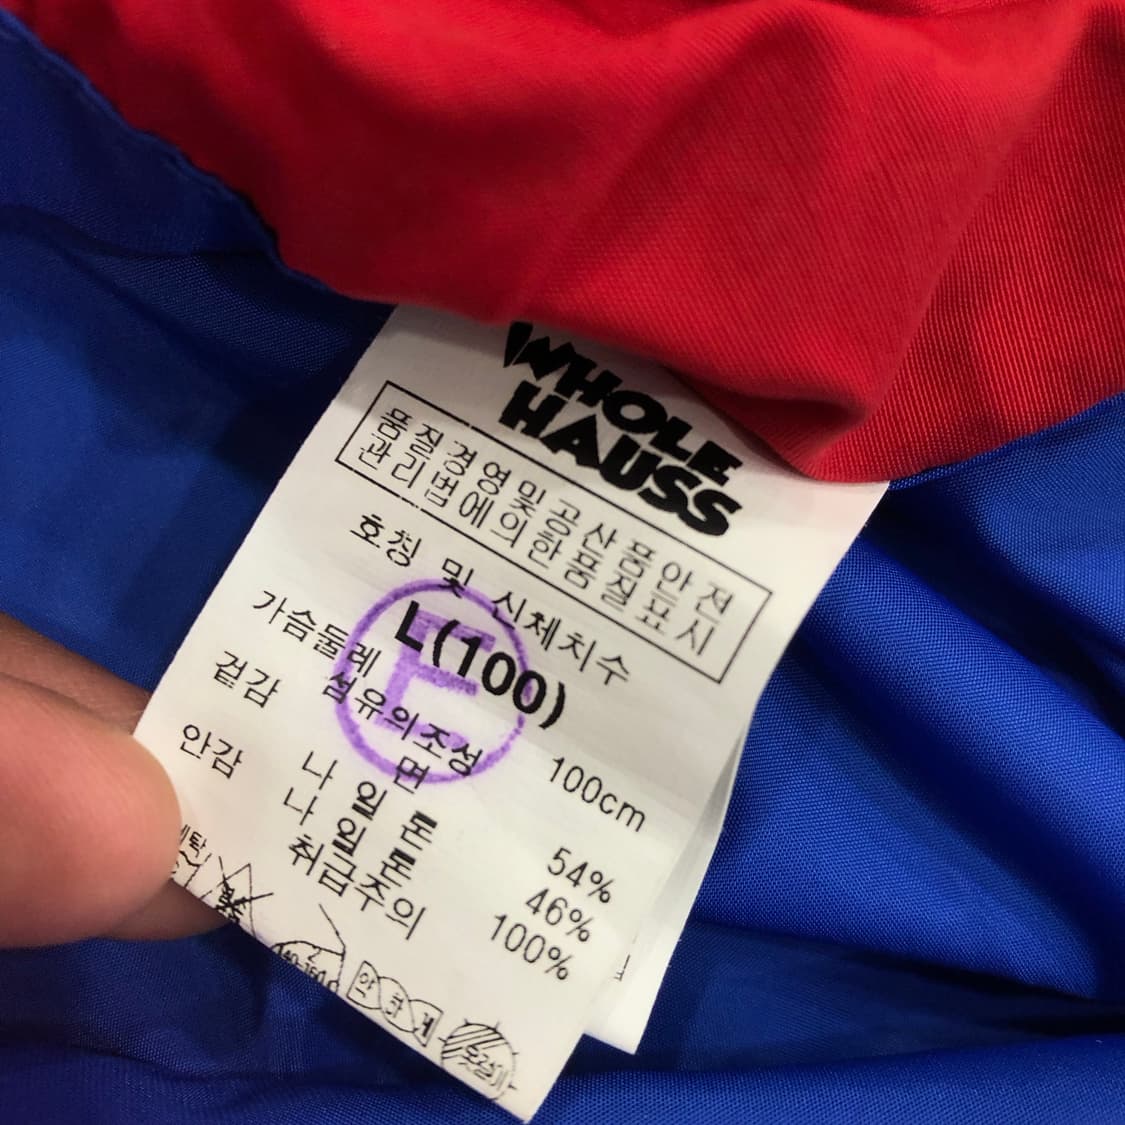 WHOLE
HAUSS
품질경영및공산품안전
관리법에의한품질표시
호칭 및 신체치수
L(100)
가슴둘레 100cm
섬유의조성
겉감 면 54%
나일론 46%
안감 나일론 100%
취급주의
약하게